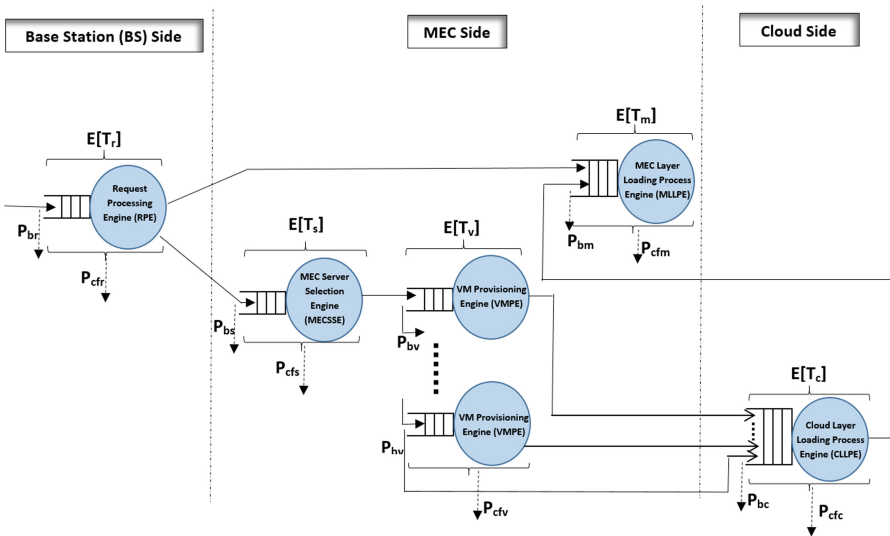 Base Station (BS) Side
MEC Side
Cloud Side
E[Tr]
Request
Processing
Engine (RPE)
Pbr
Pcfr
E[Ts]
MEC Server
Selection
Engine
(MECSSE)
Pbs
Pcfs
E[Tv]
VM Provisioning
Engine (VMPE)
Pbv
VM Provisioning
Engine (VMPE)
Pbv
Pcfv
E[Tm]
MEC Layer
Loading Process
Engine (MLLPE)
Pbm
Pcfm
E[Tc]
Cloud Layer
Loading Process
Engine (CLLPE)
Pbc
Pcfc